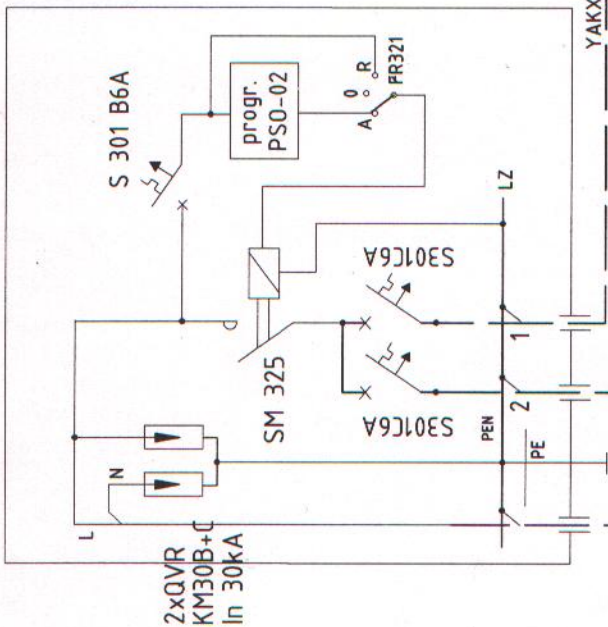 S 301 B6A
progr.
PSO-02
A
0
R
PR321
L
N
2xQVR
KM30B+C
In 30kA
SM 325
S301C6A
S301C6A
PEN
PE
2
1
LZ
YAKX